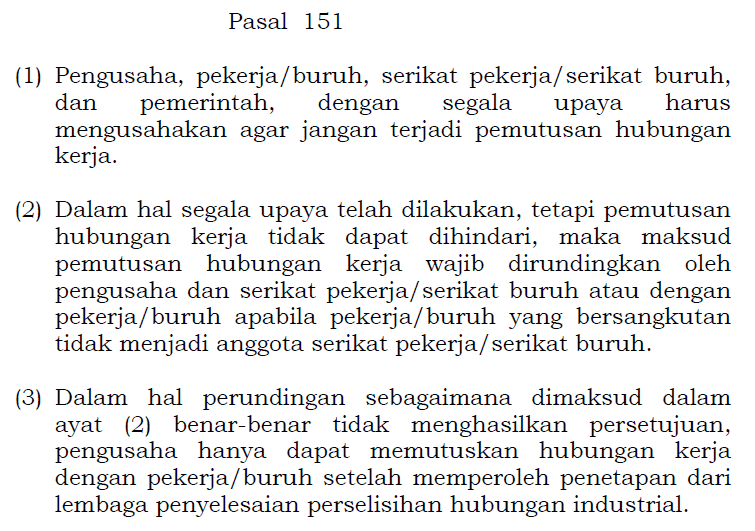 Pasal 151
(1) Pengusaha, pekerja/buruh, serikat pekerja/serikat buruh,
dan pemerintah, dengan segala upaya harus
mengusahakan agar jangan terjadi pemutusan hubungan
kerja.
(2) Dalam hal segala upaya telah dilakukan, tetapi pemutusan
hubungan kerja tidak dapat dihindari, maka maksud
pemutusan hubungan kerja wajib dirundingkan oleh
pengusaha dan serikat pekerja/serikat buruh atau dengan
pekerja/buruh apabila pekerja/buruh yang bersangkutan
tidak menjadi anggota serikat pekerja/serikat buruh.
(3) Dalam hal perundingan sebagaimana dimaksud dalam
ayat (2) benar-benar tidak menghasilkan persetujuan,
pengusaha hanya dapat memutuskan hubungan kerja
dengan pekerja/buruh setelah memperoleh penetapan dari
lembaga penyelesaian perselisihan hubungan industrial.